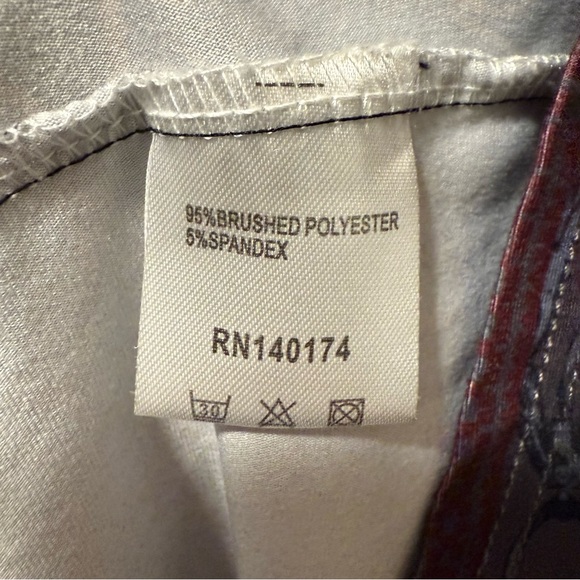 95%BRUSHED POLYESTER
5%SPANDEX
RN140174
30